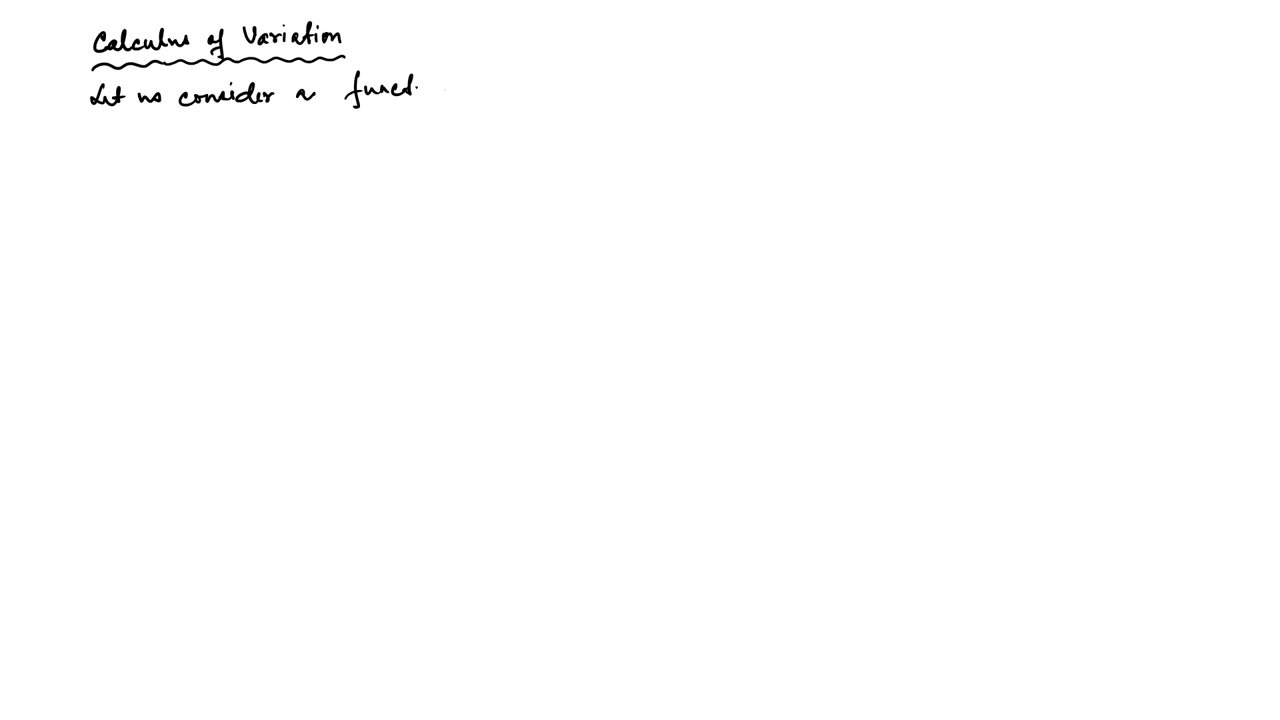 Calculus of Variation
Let us consider a funct